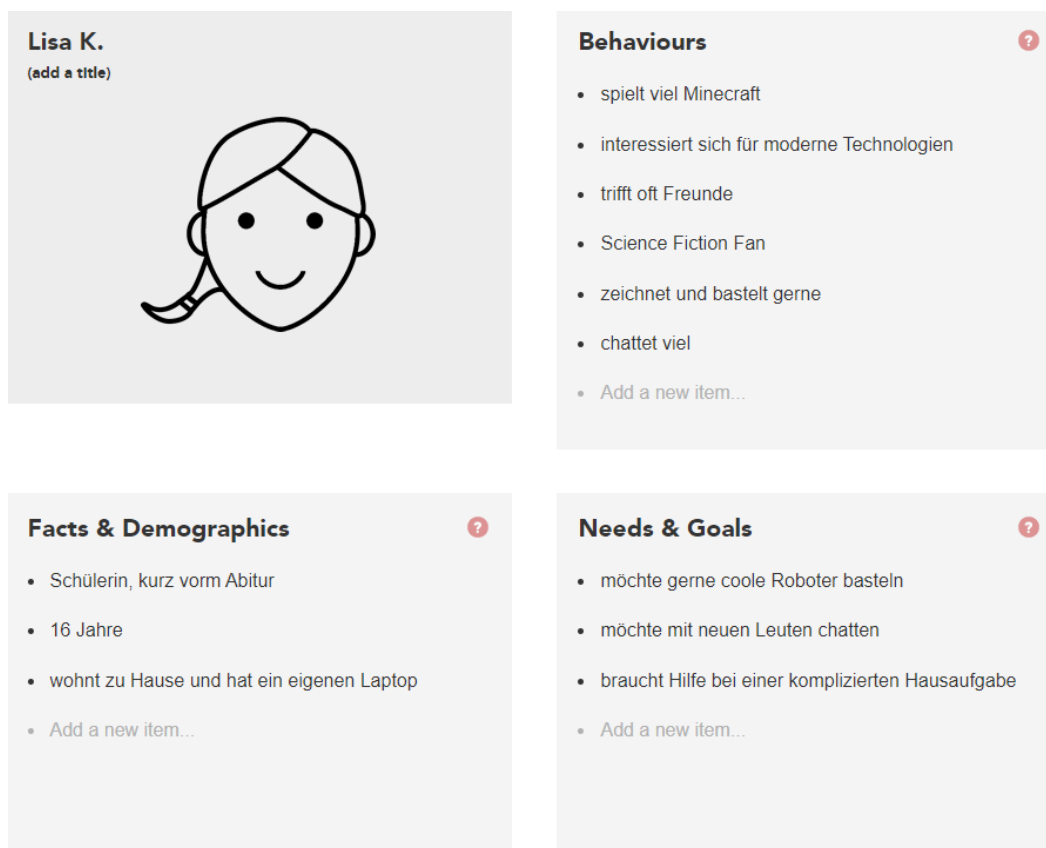 Lisa K.
(add a title)
Behaviours
?
spielt viel Minecraft
interessiert sich für moderne Technologien
trifft oft Freunde
Science Fiction Fan
zeichnet und bastelt gerne
chattet viel
Add a new item...
Facts & Demographics
?
Schülerin, kurz vorm Abitur
16 Jahre
wohnt zu Hause und hat ein eigenen Laptop
Add a new item...
Needs & Goals
?
möchte gerne coole Roboter basteln
möchte mit neuen Leuten chatten
braucht Hilfe bei einer komplizierten Hausaufgabe
Add a new item...